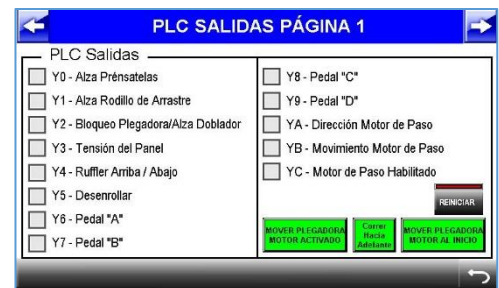 PLC SALIDAS PÁGINA 1
PLC Salidas
Y0 - Alza Prénsatelas
Y1 - Alza Rodillo de Arrastre
Y2 - Bloqueo Plegadora/Alza Doblador
Y3 - Tensión del Panel
Y4 - Ruffler Arriba / Abajo
Y5 - Desenrollar
Y6 - Pedal "A"
Y7 - Pedal "B"
Y8 - Pedal "C"
Y9 - Pedal "D"
YA - Dirección Motor de Paso
YB - Movimiento Motor de Paso
YC - Motor de Paso Habilitado
REINICIAR
MOVER PLEGADORA
MOTOR ACTIVADO
Correr
Hacia
Adelante
MOVER PLEGADORA
MOTOR AL INICIO